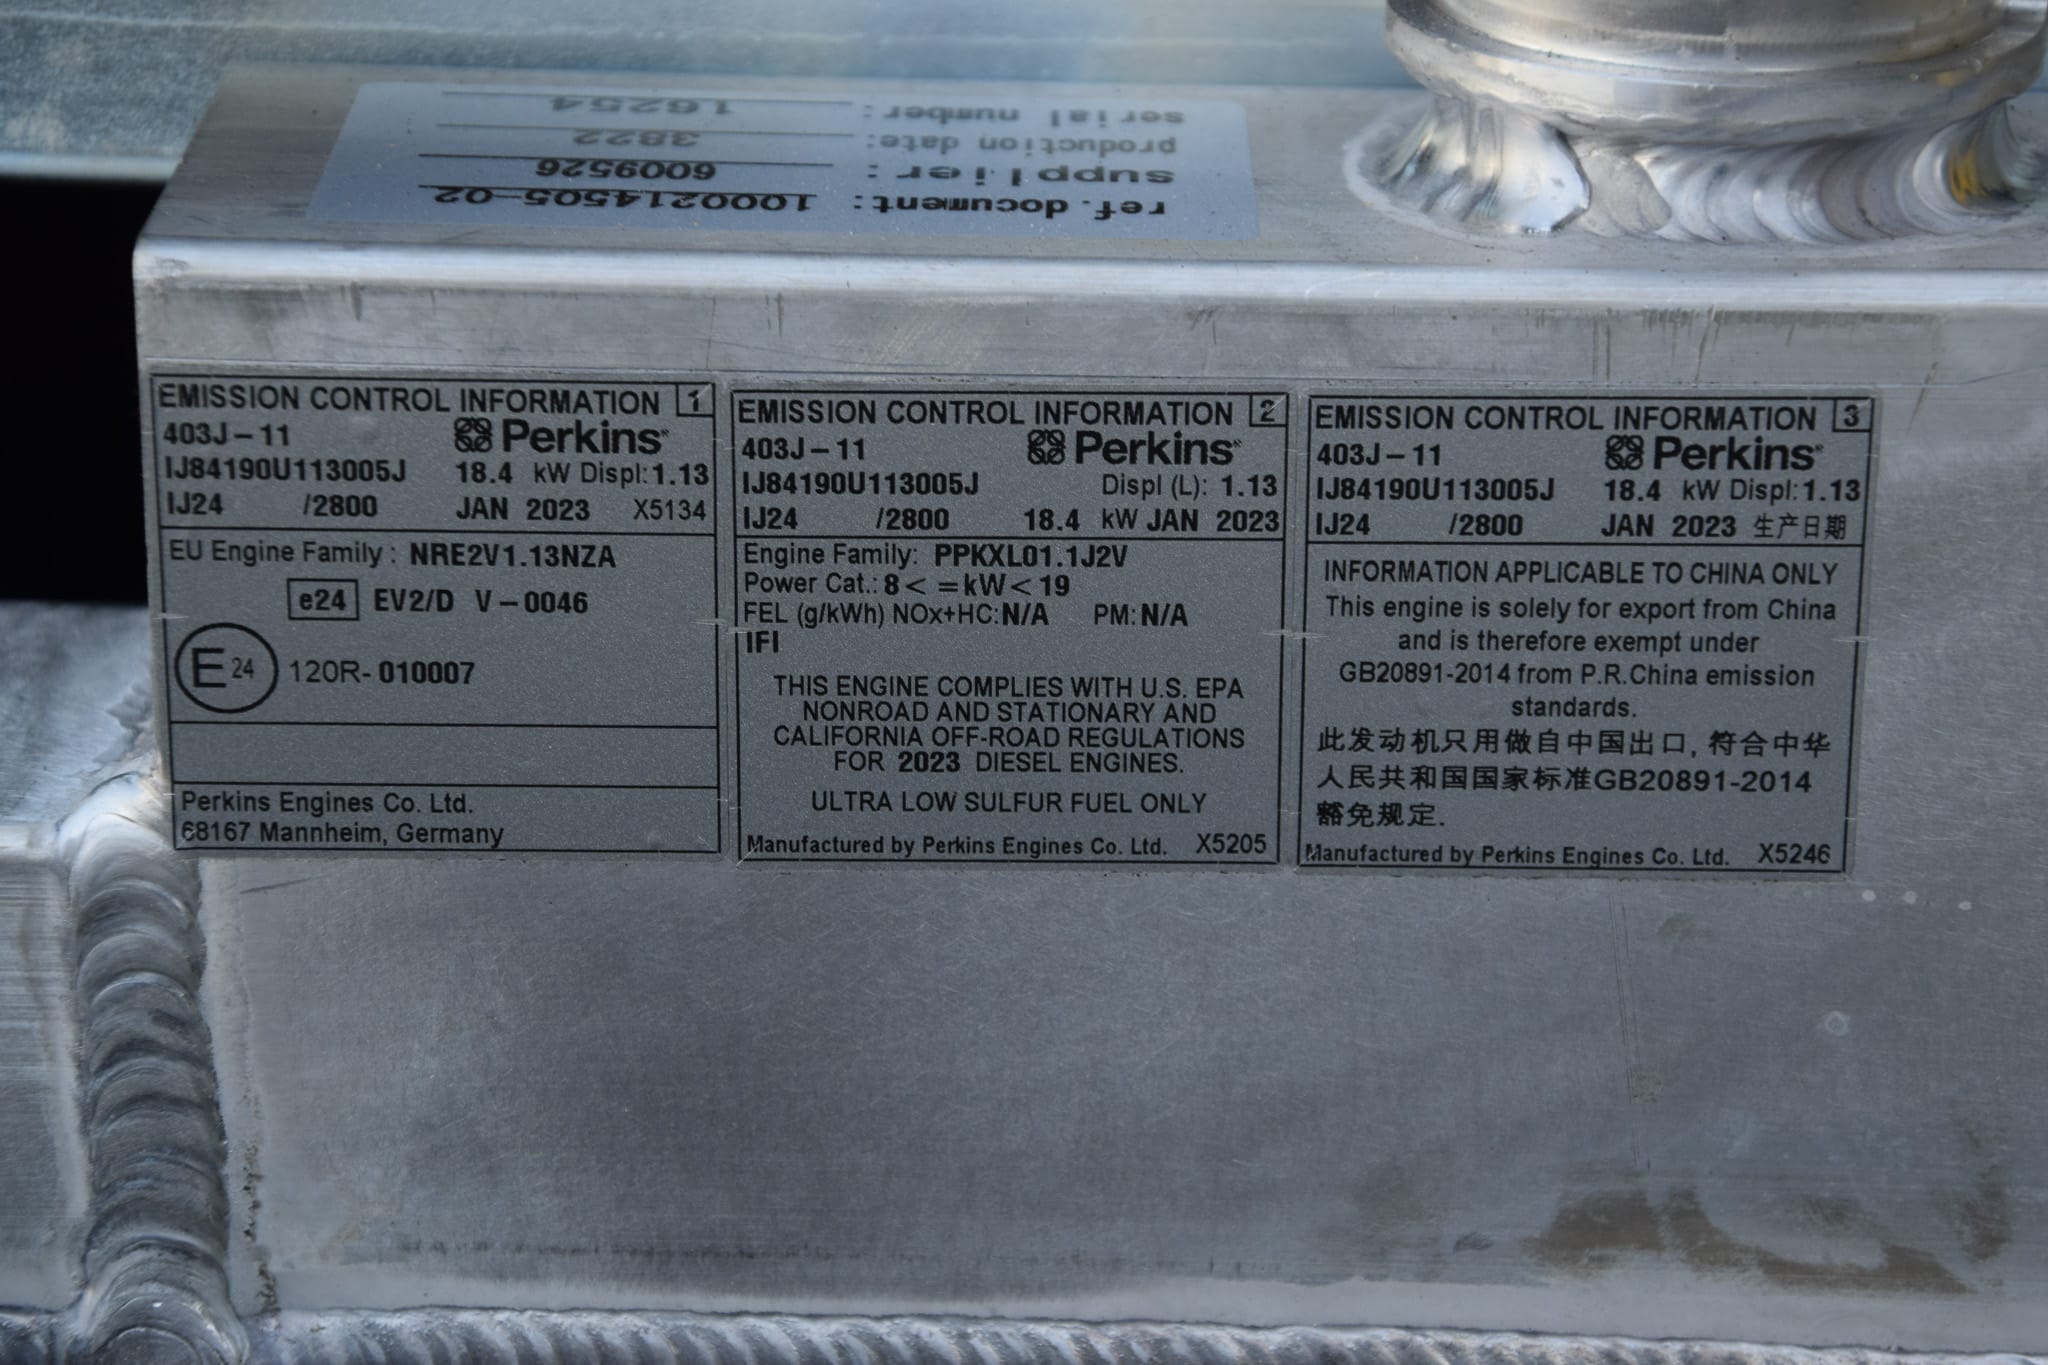 ref.document: 1000214505-02
supplier: 6009526
production date: 3822
serial number: 16254
EMISSION CONTROL INFORMATION 1
403J-11 Perkins
IJ84190U113005J 18.4 kW Displ: 1.13
IJ24 /2800 JAN 2023 X5134
EU Engine Family : NRE2V1.13NZA
e24 EV2/D V-0046
E 24 120R-010007
Perkins Engines Co. Ltd.
68167 Mannheim, Germany
EMISSION CONTROL INFORMATION 2
403J-11 Perkins
IJ84190U113005J Displ (L): 1.13
IJ24 /2800 18.4 kW JAN 2023
Engine Family: PPKXL01.1J2V
Power Cat.: 8<=kW<19
FEL (g/kWh) NOx+HC: N/A PM: N/A
IFI
THIS ENGINE COMPLIES WITH U.S. EPA
NONROAD AND STATIONARY AND
CALIFORNIA OFF-ROAD REGULATIONS
FOR 2023 DIESEL ENGINES.
ULTRA LOW SULFUR FUEL ONLY
Manufactured by Perkins Engines Co. Ltd. X5205
EMISSION CONTROL INFORMATION 3
403J-11 Perkins
IJ84190U113005J 18.4 kW Displ: 1.13
IJ24 /2800 JAN 2023 生产日期
INFORMATION APPLICABLE TO CHINA ONLY
This engine is solely for export from China
and is therefore exempt under
GB20891-2014 from P.R.China emission
standards.
此发动机只用做自中国出口, 符合中华
人民共和国国家标准GB20891-2014
豁免规定.
Manufactured by Perkins Engines Co. Ltd. X5246